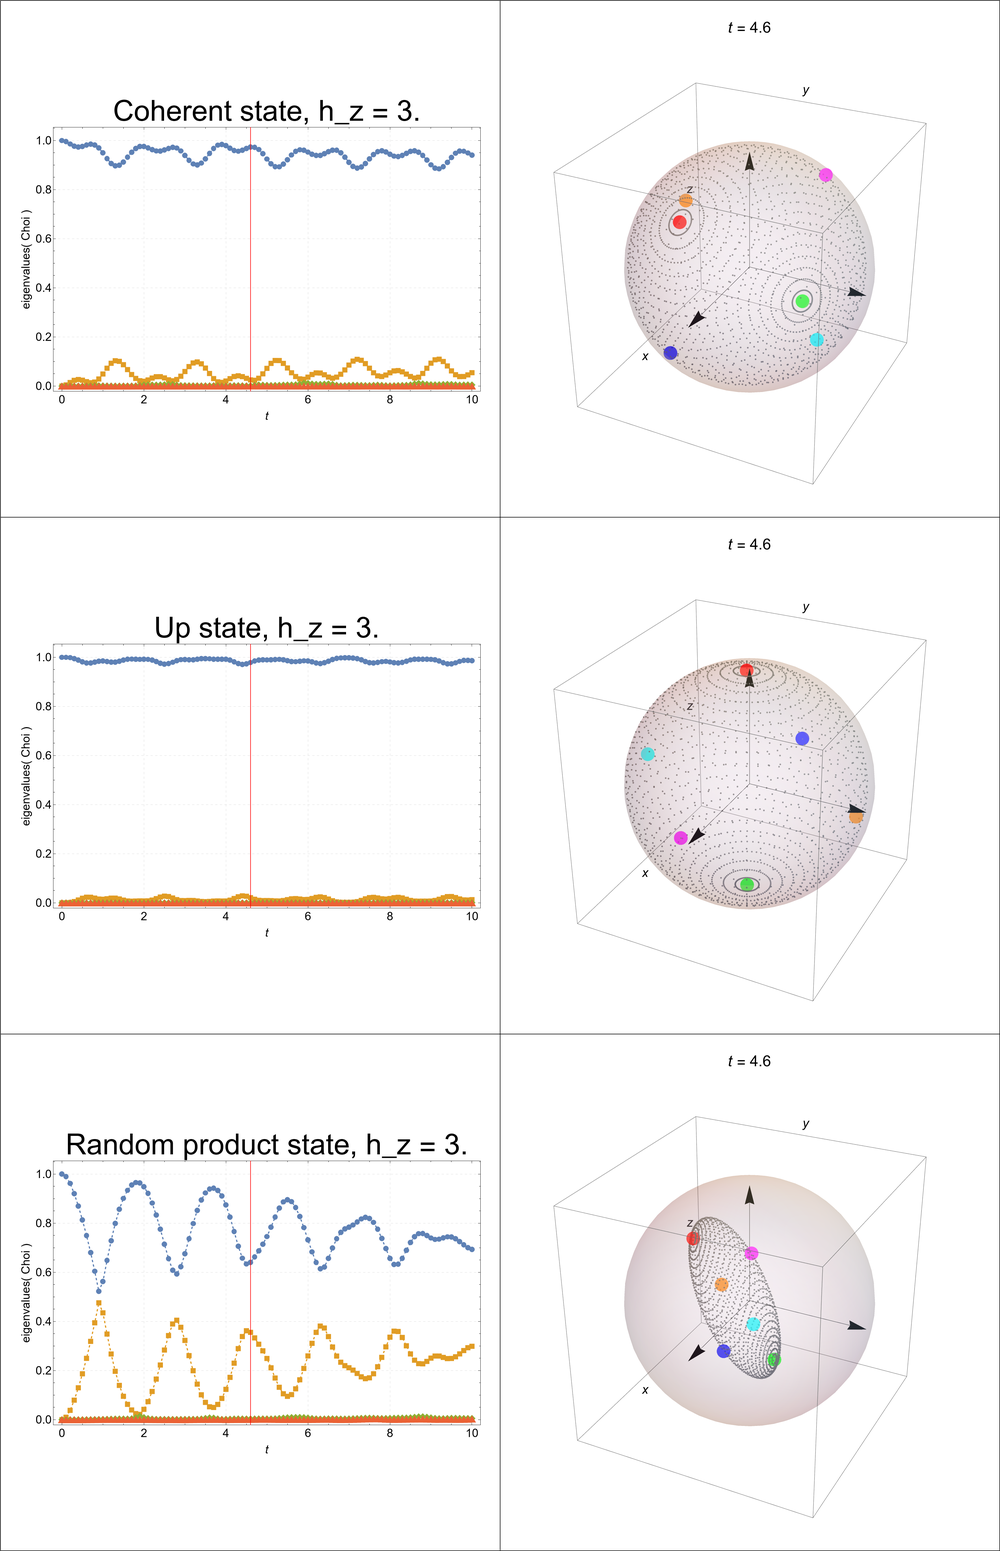 Coherent state, h_z = 3.
eigenvalues( Choi )
1.0
0.8
0.6
0.4
0.2
0.0
0 2 4 6 8 10
t
t = 4.6
y
z
x
Up state, h_z = 3.
eigenvalues( Choi )
1.0
0.8
0.6
0.4
0.2
0.0
0 2 4 6 8 10
t
t = 4.6
y
z
x
Random product state, h_z = 3.
eigenvalues( Choi )
1.0
0.8
0.6
0.4
0.2
0.0
0 2 4 6 8 10
t
t = 4.6
y
z
x